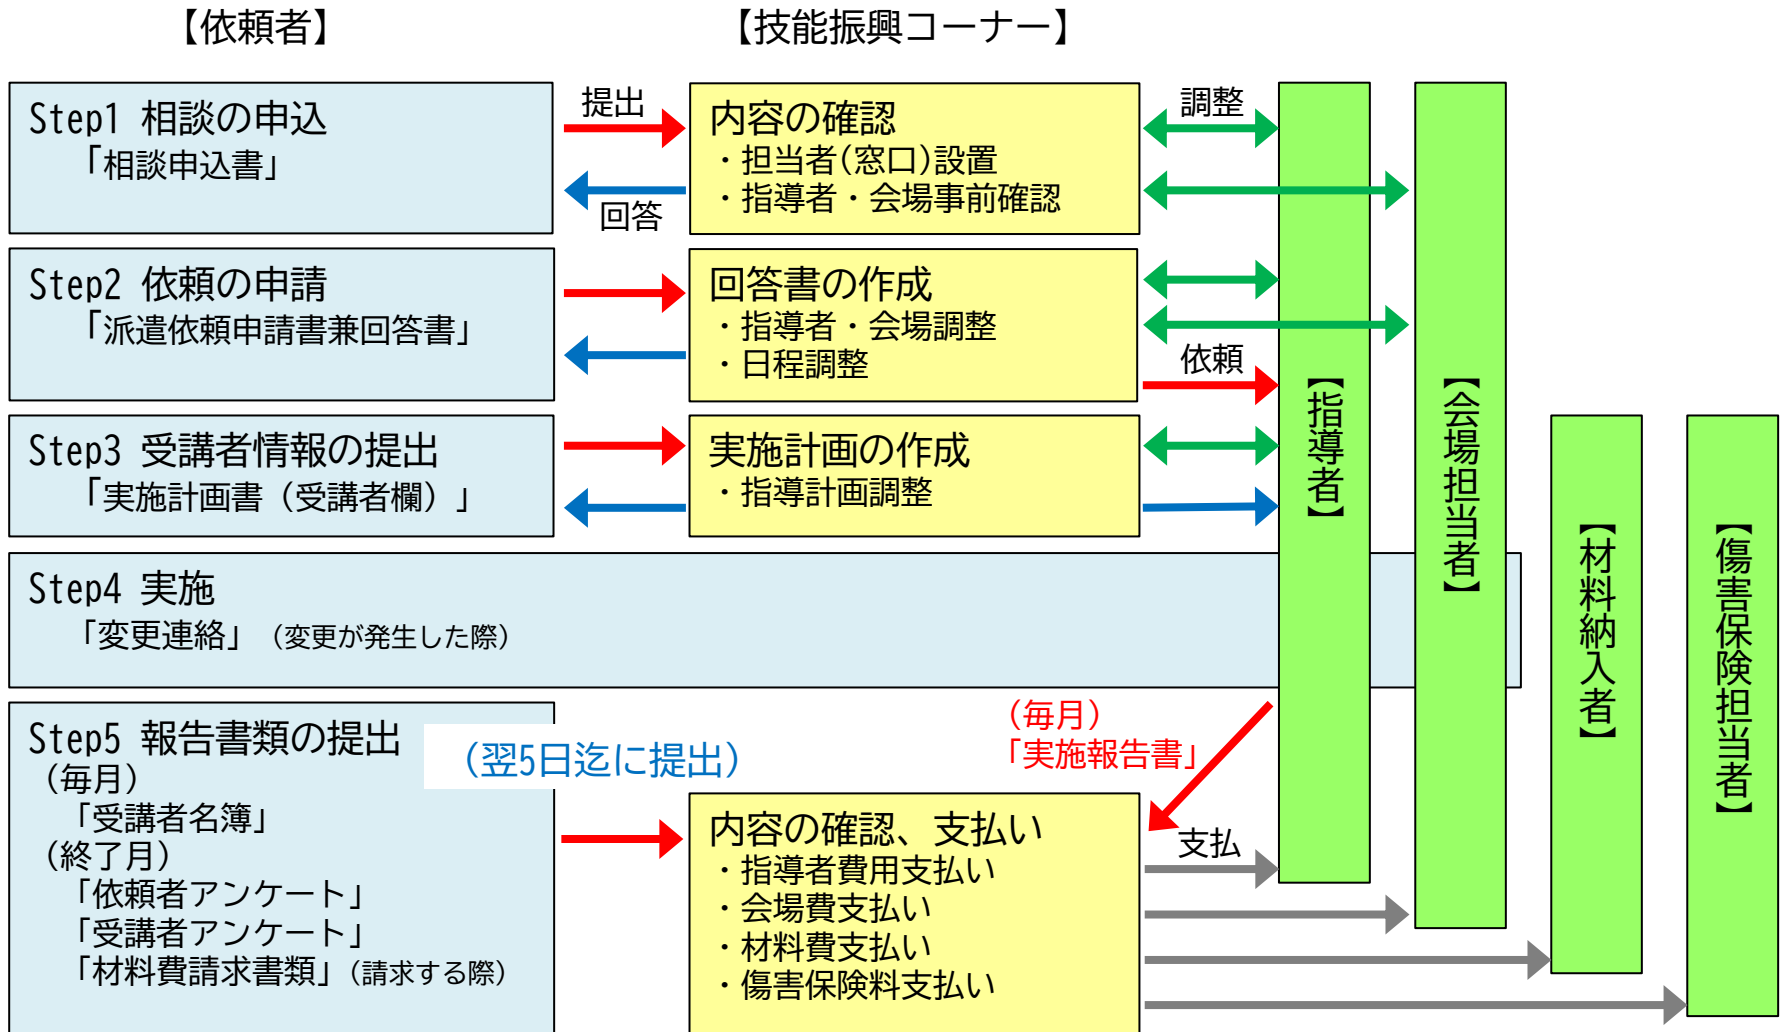 【依頼者】
【技能振興コーナー】
Step1 相談の申込
「相談申込書」
提出
回答
内容の確認
・担当者(窓口)設置
・指導者・会場事前確認
調整
Step2 依頼の申請
「派遣依頼申請書兼回答書」
回答書の作成
・指導者・会場調整
・日程調整
依頼
Step3 受講者情報の提出
「実施計画書（受講者欄）」
実施計画の作成
・指導計画調整
【指導者】
【会場担当者】
【材料納入者】
【傷害保険担当者】
Step4 実施
「変更連絡」（変更が発生した際）
Step5 報告書類の提出
（翌5日迄に提出）
（毎月）
「受講者名簿」
（終了月）
「依頼者アンケート」
「受講者アンケート」
「材料費請求書類」（請求する際）
（毎月）
「実施報告書」
内容の確認、支払い
・指導者費用支払い
・会場費支払い
・材料費支払い
・傷害保険料支払い
支払